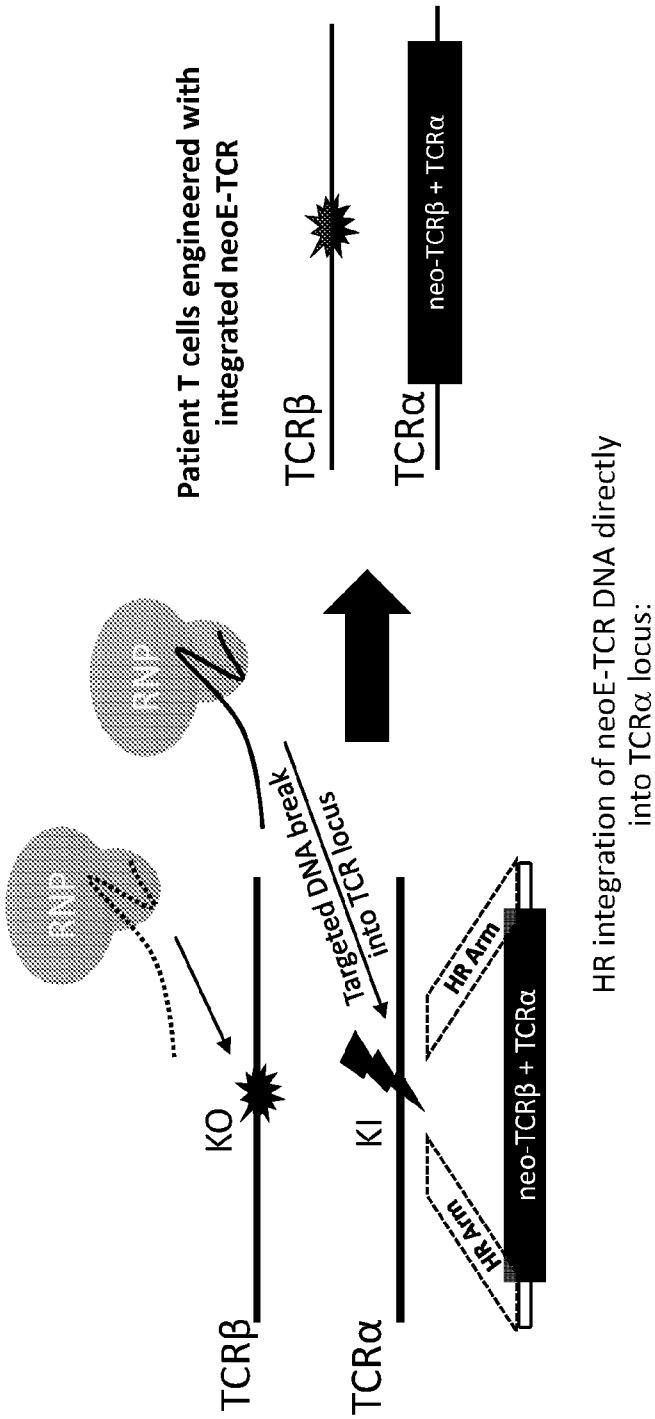 RNP
RNP
TCRβ
KO
TCRα
KI
Targeted DNA break
into TCR locus
HR Arm
HR Arm
neo-TCRβ + TCRα
HR integration of neoE-TCR DNA directly
into TCRα locus:
Patient T cells engineered with
integrated neoE-TCR
TCRβ
TCRα
neo-TCRβ + TCRα